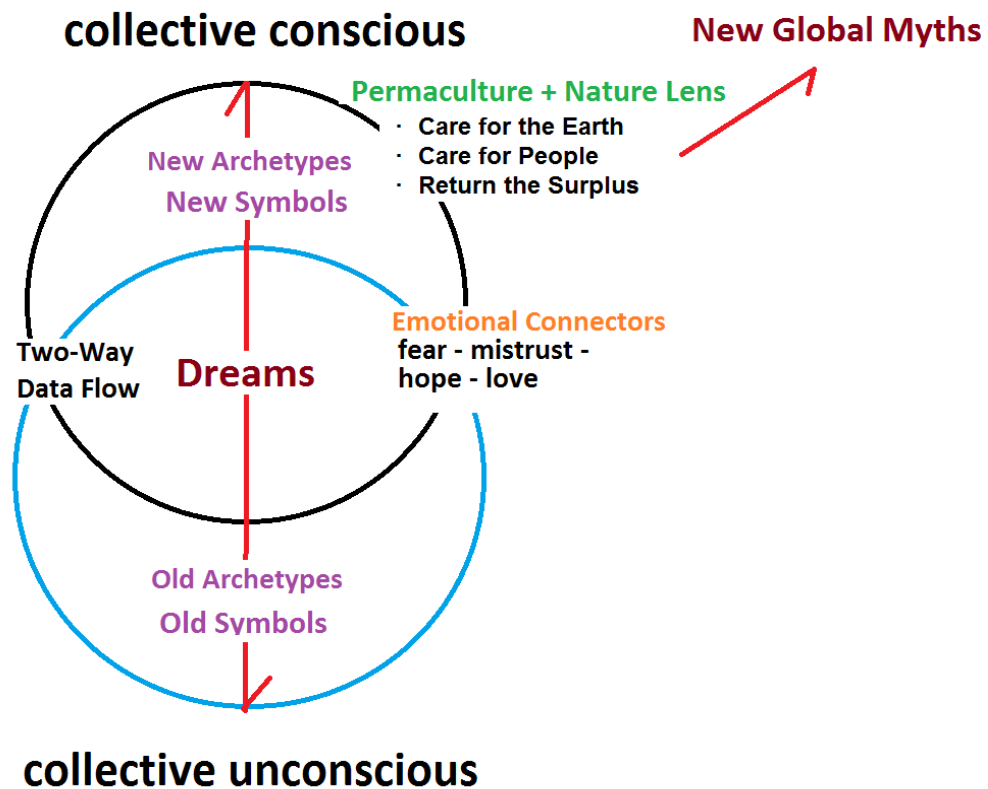 collective conscious
New Global Myths
Permaculture + Nature Lens
· Care for the Earth
· Care for People
· Return the Surplus
New Archetypes
New Symbols
Emotional Connectors
fear - mistrust -
hope - love
Two-Way
Data Flow
Dreams
Old Archetypes
Old Symbols
collective unconscious